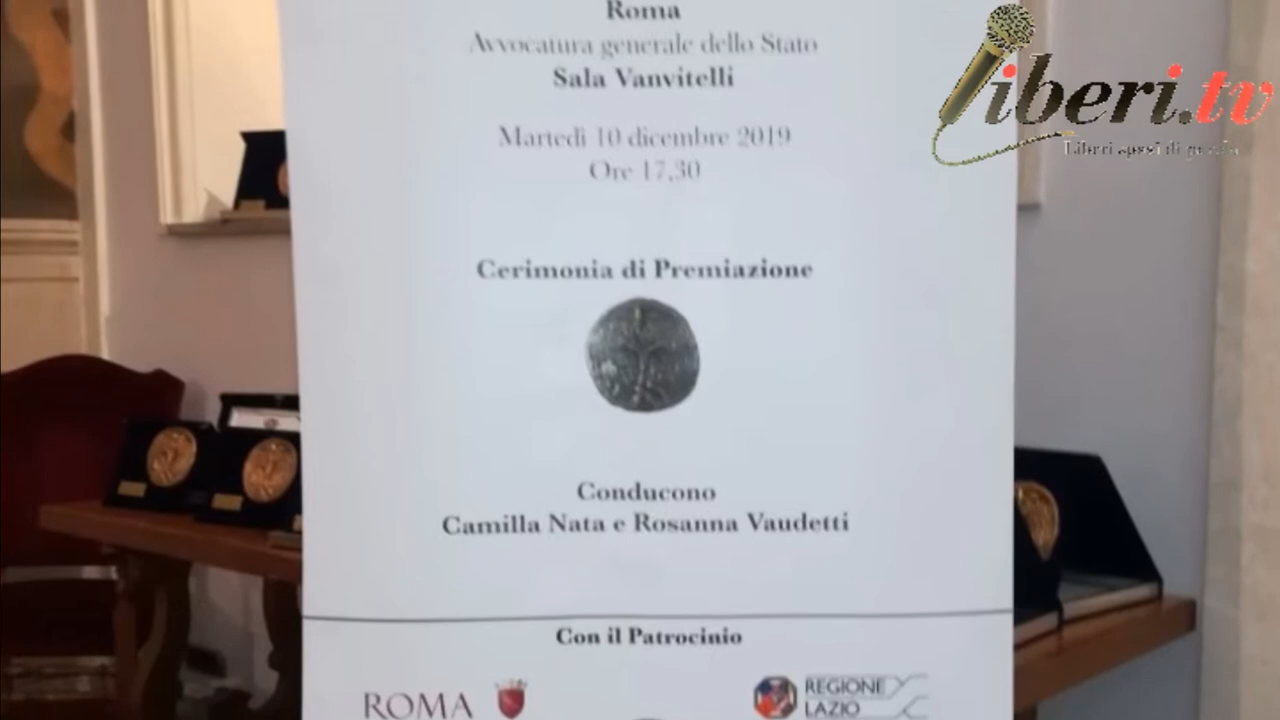 Roma
Avvocatura generale dello Stato
Sala Vanvitelli
Martedì 10 dicembre 2019
Ore 17,30
Cerimonia di Premiazione
Conducono
Camilla Nata e Rosanna Vaudetti
Con il Patrocinio
ROMA
REGIONE
LAZIO
liberi.tv
Liberi